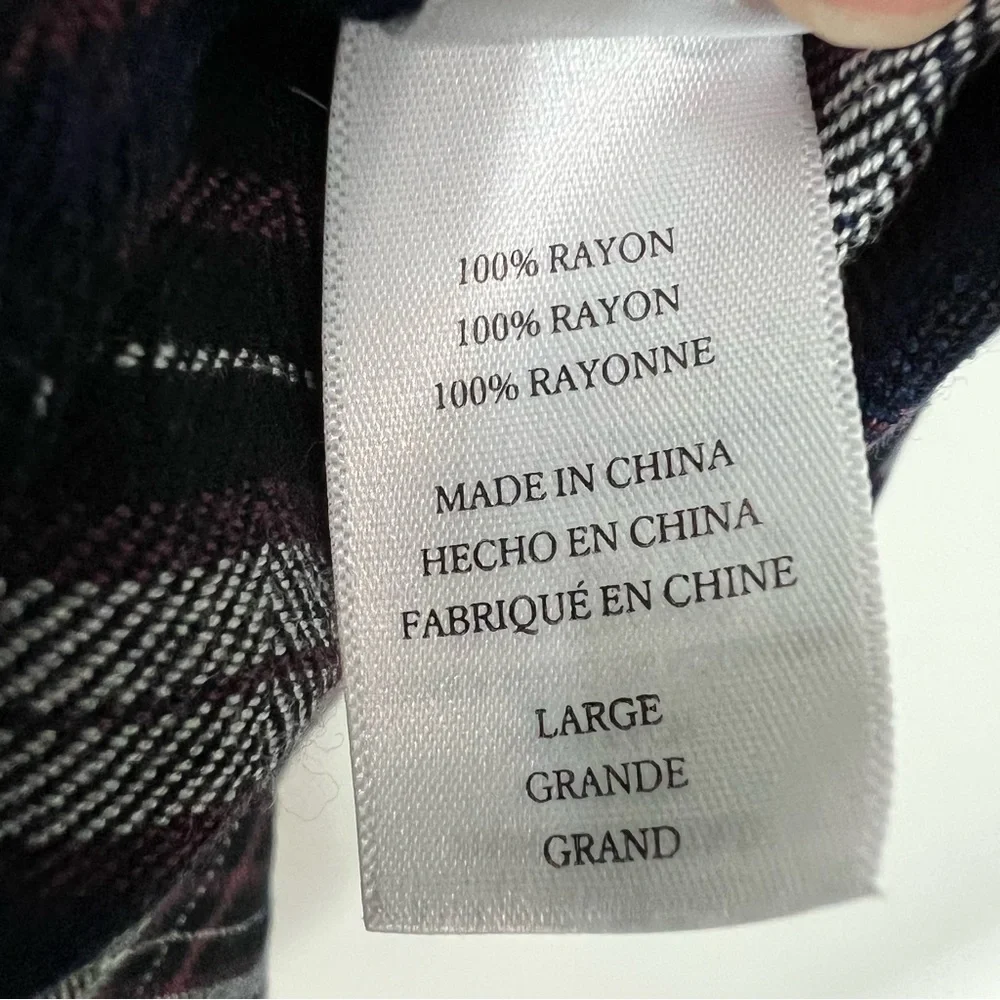 100% RAYON
100% RAYON
100% RAYONNE
MADE IN CHINA
HECHO EN CHINA
FABRIQUÉ EN CHINE
LARGE
GRANDE
GRAND